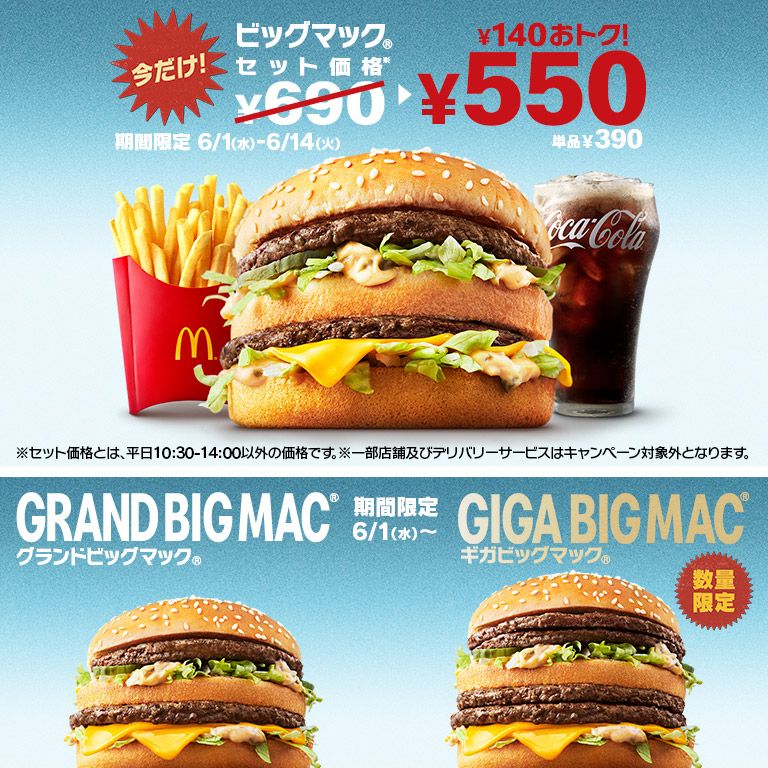 今だけ!
ビッグマック®
セット価格※
¥690
▶
¥140おトク!
¥550
単品¥390
期間限定 6/1(水)-6/14(火)
Coca-Cola
M
※セット価格とは、平日10:30-14:00以外の価格です。※一部店舗及びデリバリーサービスはキャンペーン対象外となります。
GRAND BIG MAC®
グランドビッグマック®
期間限定
6/1(水)～
GIGA BIG MAC®
ギガビッグマック®
数量
限定